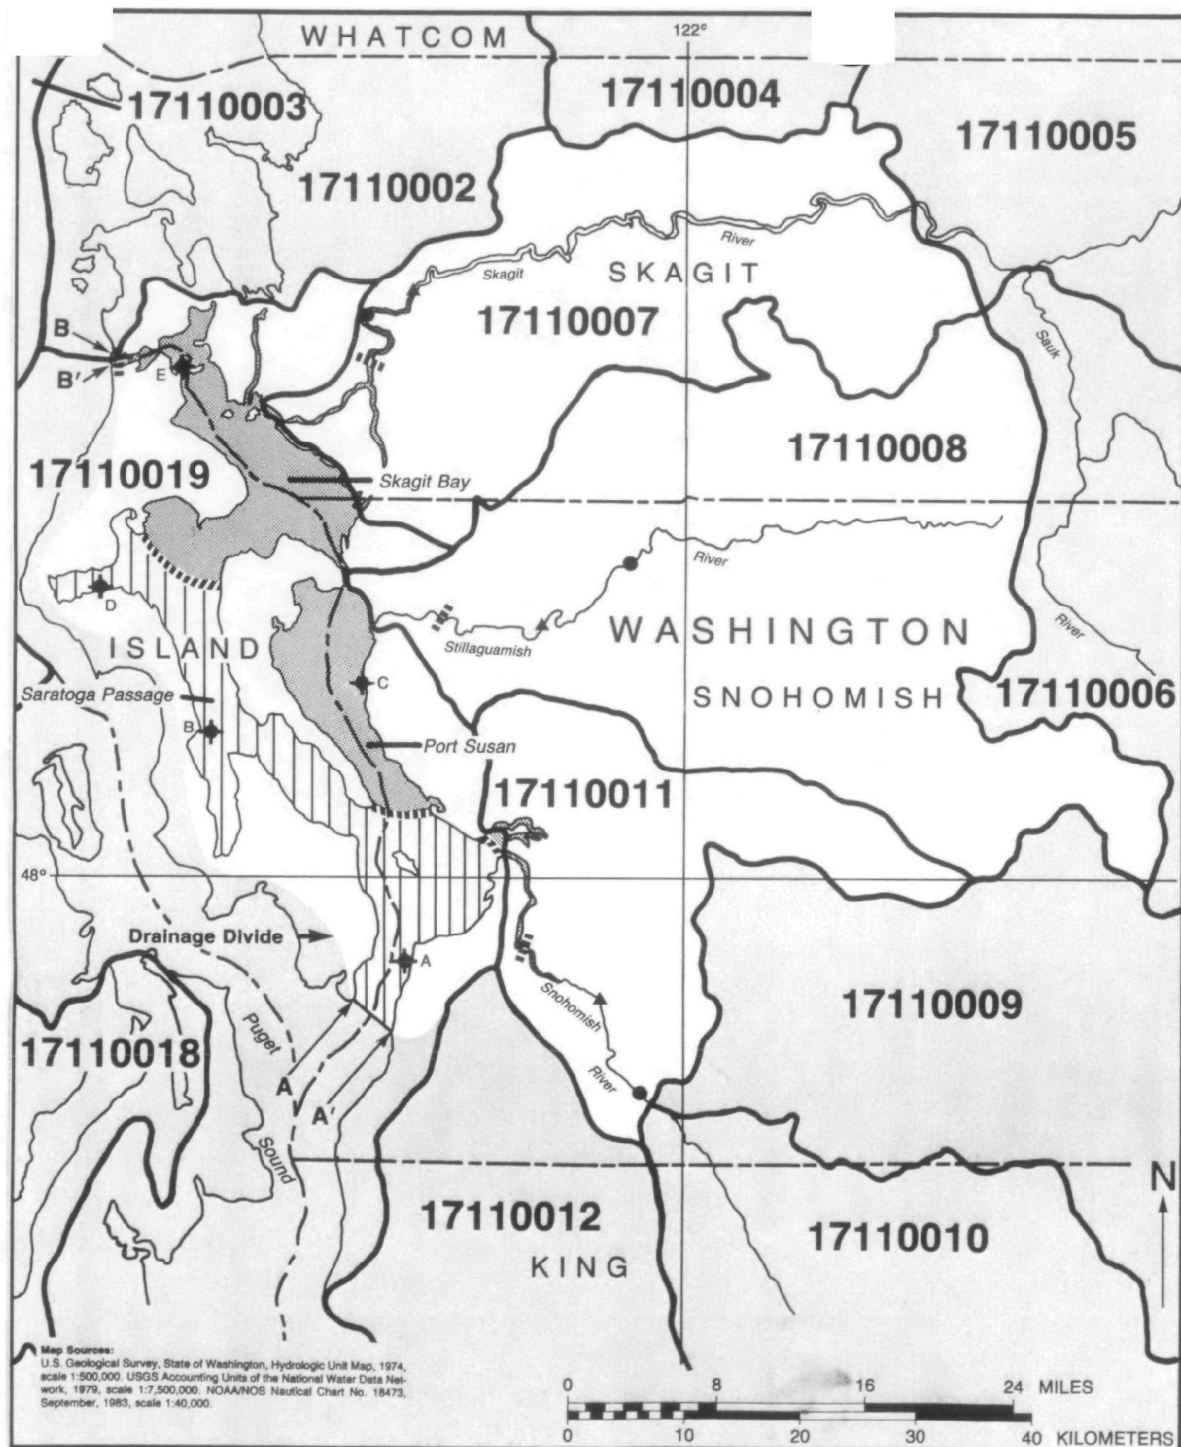 WHATCOM
122°
17110003
17110004
17110005
17110002
River
Skagit
SKAGIT
17110007
B
B'
E
Sauk
17110008
17110019
Skagit Bay
River
D
River
WASHINGTON
Stillaguamish
ISLAND
SNOHOMISH
17110006
Saratoga Passage
C
B
Port Susan
17110011
48°
Drainage Divide
A
Snohomish
17110009
Puget
17110018
River
A
A'
Sound
N
17110012
17110010
KING
Map Sources:
U.S. Geological Survey, State of Washington, Hydrologic Unit Map, 1974,
scale 1:500,000. USGS Accounting Units of the National Water Data Net-
work, 1979, scale 1:7,500,000. NOAA/NOS Nautical Chart No. 18473,
September, 1983, scale 1:40,000.
0 8 16 24 MILES
0 10 20 30 40 KILOMETERS